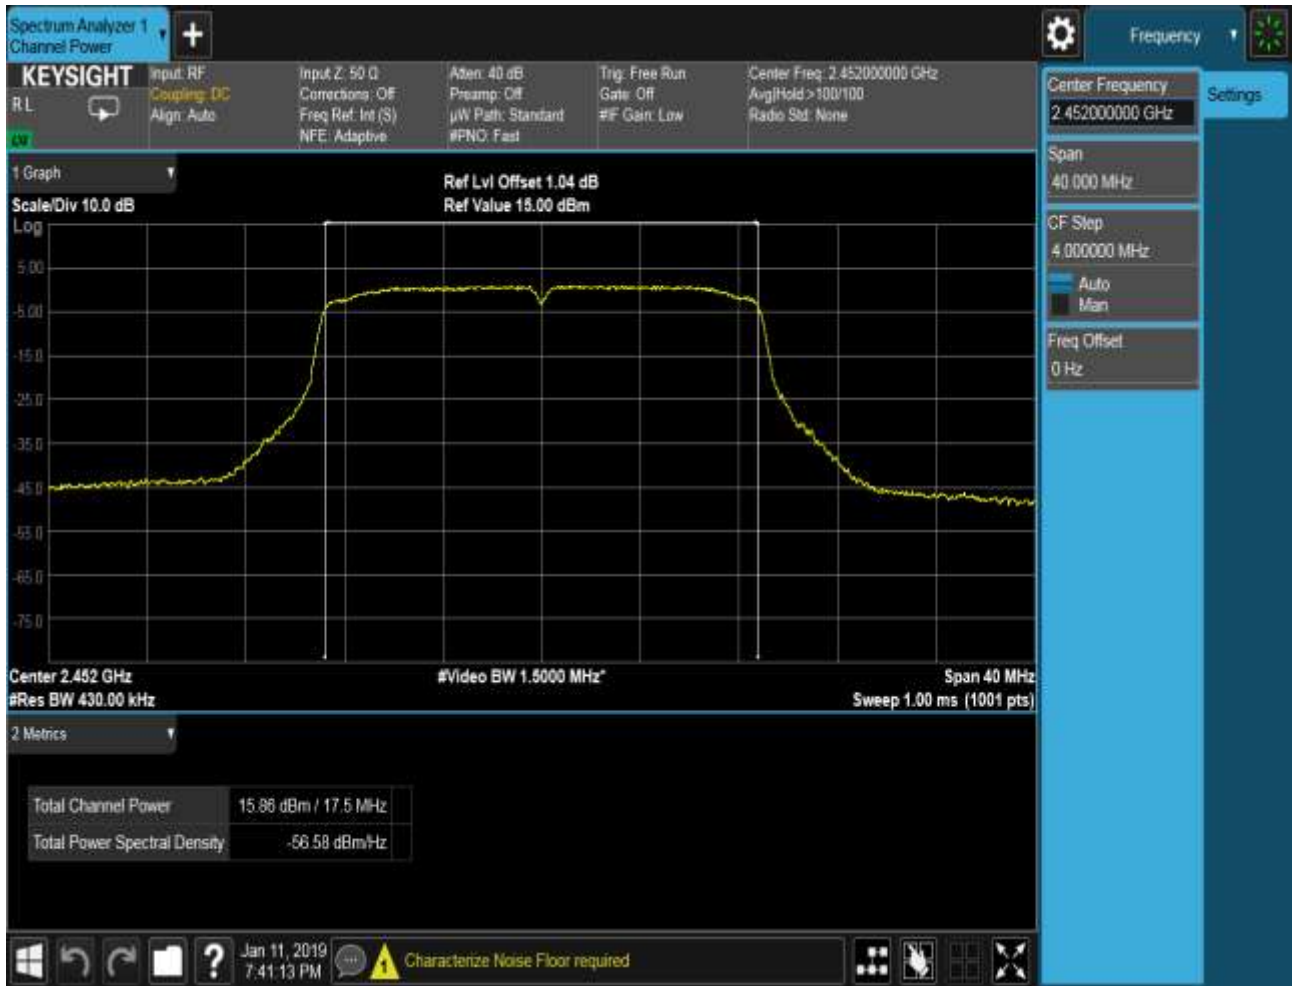 Spectrum Analyzer 1
Channel Power
Frequency
KEYSIGHT
R L
Input: RF
Coupling: DC
Align: Auto
Input Z: 50 Ω
Corrections: Off
Freq Ref: Int (S)
NFE: Adaptive
Atten: 40 dB
Preamp: Off
µW Path: Standard
#PNO: Fast
Trig: Free Run
Gate: Off
#IF Gain: Low
Center Freq: 2.452000000 GHz
Avg|Hold:>100/100
Radio Std: None
Center Frequency
2.452000000 GHz
Settings
Span
40.000 MHz
CF Step
4.000000 MHz
Auto
Man
Freq Offset
0 Hz
1 Graph
Scale/Div 10.0 dB
Ref Lvl Offset 1.04 dB
Ref Value 15.00 dBm
Log
5.00
-5.00
-15.0
-25.0
-35.0
-45.0
-55.0
-65.0
-75.0
Center 2.452 GHz
#Video BW 1.5000 MHz*
Span 40 MHz
#Res BW 430.00 kHz
Sweep 1.00 ms (1001 pts)
2 Metrics
Total Channel Power 15.86 dBm / 17.5 MHz
Total Power Spectral Density -56.58 dBm/Hz
?
Jan 11, 2019
7:41:13 PM
1
Characterize Noise Floor required